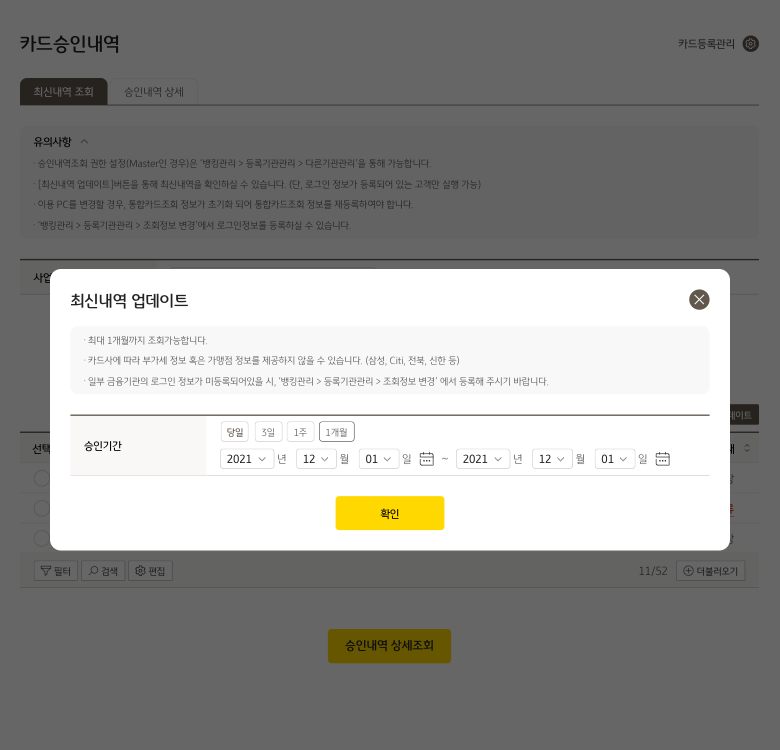 카드승인내역
카드등록관리
최신내역 조회 승인내역 상세
유의사항
· 승인내역조회 권한 설정(Master인 경우)은 '뱅킹관리 > 등록기관관리 > 다른기관관리'을 통해 가능합니다.
· [최신내역 업데이트]버튼을 통해 최신내역을 확인하실 수 있습니다. (단, 로그인 정보가 등록되어 있는 고객만 실행 가능)
· 이용 PC를 변경할 경우, 통합카드조회 정보가 초기화 되어 통합카드조회 정보를 재등록하여야 합니다.
· '뱅킹관리 > 등록기관관리 > 조회정보 변경'에서 로그인정보를 등록하실 수 있습니다.
사업
최신내역 업데이트
· 최대 1개월까지 조회가능합니다.
· 카드사에 따라 부가세 정보 혹은 가맹점 정보를 제공하지 않을 수 있습니다. (삼성, Citi, 전북, 신한 등)
· 일부 금융기관의 로그인 정보가 미등록되어있을 시, '뱅킹관리 > 등록기관관리 > 조회정보 변경' 에서 등록해 주시기 바랍니다.
데이트
승인기간
당일 3일 1주 1개월
2021 년 12 월 01 일 ~ 2021 년 12 월 01 일
선택
확인
필터 검색 편집
11/52 더불러오기
승인내역 상세조회